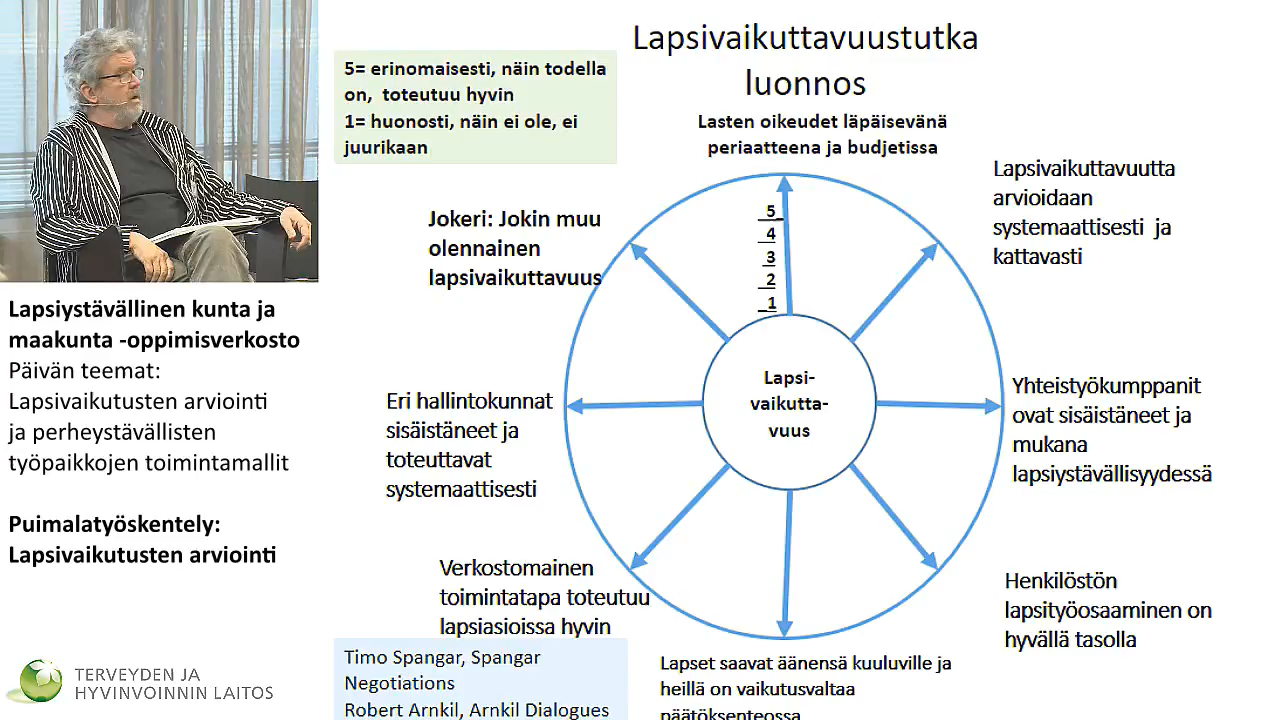 Lapsivaikuttavuustutka
luonnos
5= erinomaisesti, näin todella
on, toteutuu hyvin
1= huonosti, näin ei ole, ei
juurikaan
Lasten oikeudet läpäisevänä
periaatteena ja budjetissa
Lapsivaikuttavuutta
arvioidaan
systemaattisesti ja
kattavasti
Jokeri: Jokin muu
olennainen
lapsivaikuttavuus
5
4
3
2
1
Lapsi-
vaikutta-
vuus
Yhteistyökumppanit
ovat sisäistäneet ja
mukana
lapsiystävällisyydessä
Eri hallintokunnat
sisäistäneet ja
toteuttavat
systemaattisesti
Henkilöstön
lapsityöosaaminen on
hyvällä tasolla
Verkostomainen
toimintatapa toteutuu
lapsiasioissa hyvin
Lapset saavat äänensä kuuluville ja
heillä on vaikutusvaltaa
päätöksenteossa
Timo Spangar, Spangar
Negotiations
Robert Arnkil, Arnkil Dialogues
Lapsiystävällinen kunta ja
maakunta -oppimisverkosto
Päivän teemat:
Lapsivaikutusten arviointi
ja perheystävällisten
työpaikkojen toimintamallit
Puimalatyöskentely:
Lapsivaikutusten arviointi
TERVEYDEN JA
HYVINVOINNIN LAITOS